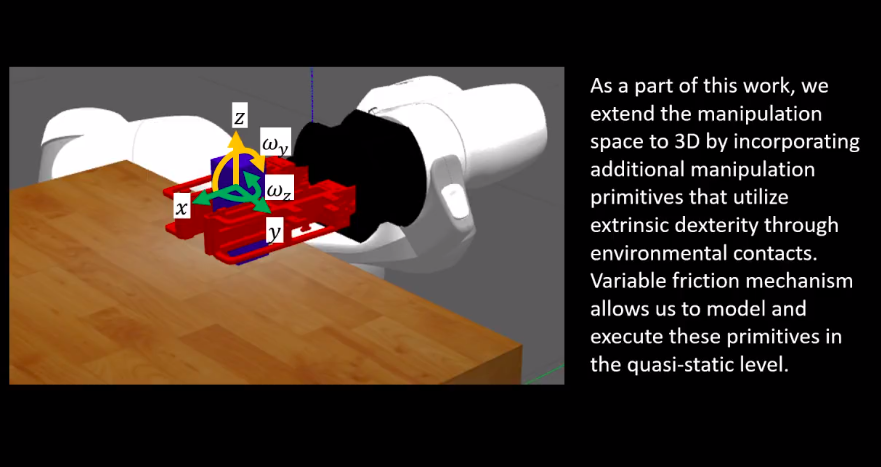 z
ω_y
ω_z
x
y
As a part of this work, we
extend the manipulation
space to 3D by incorporating
additional manipulation
primitives that utilize
extrinsic dexterity through
environmental contacts.
Variable friction mechanism
allows us to model and
execute these primitives in
the quasi-static level.